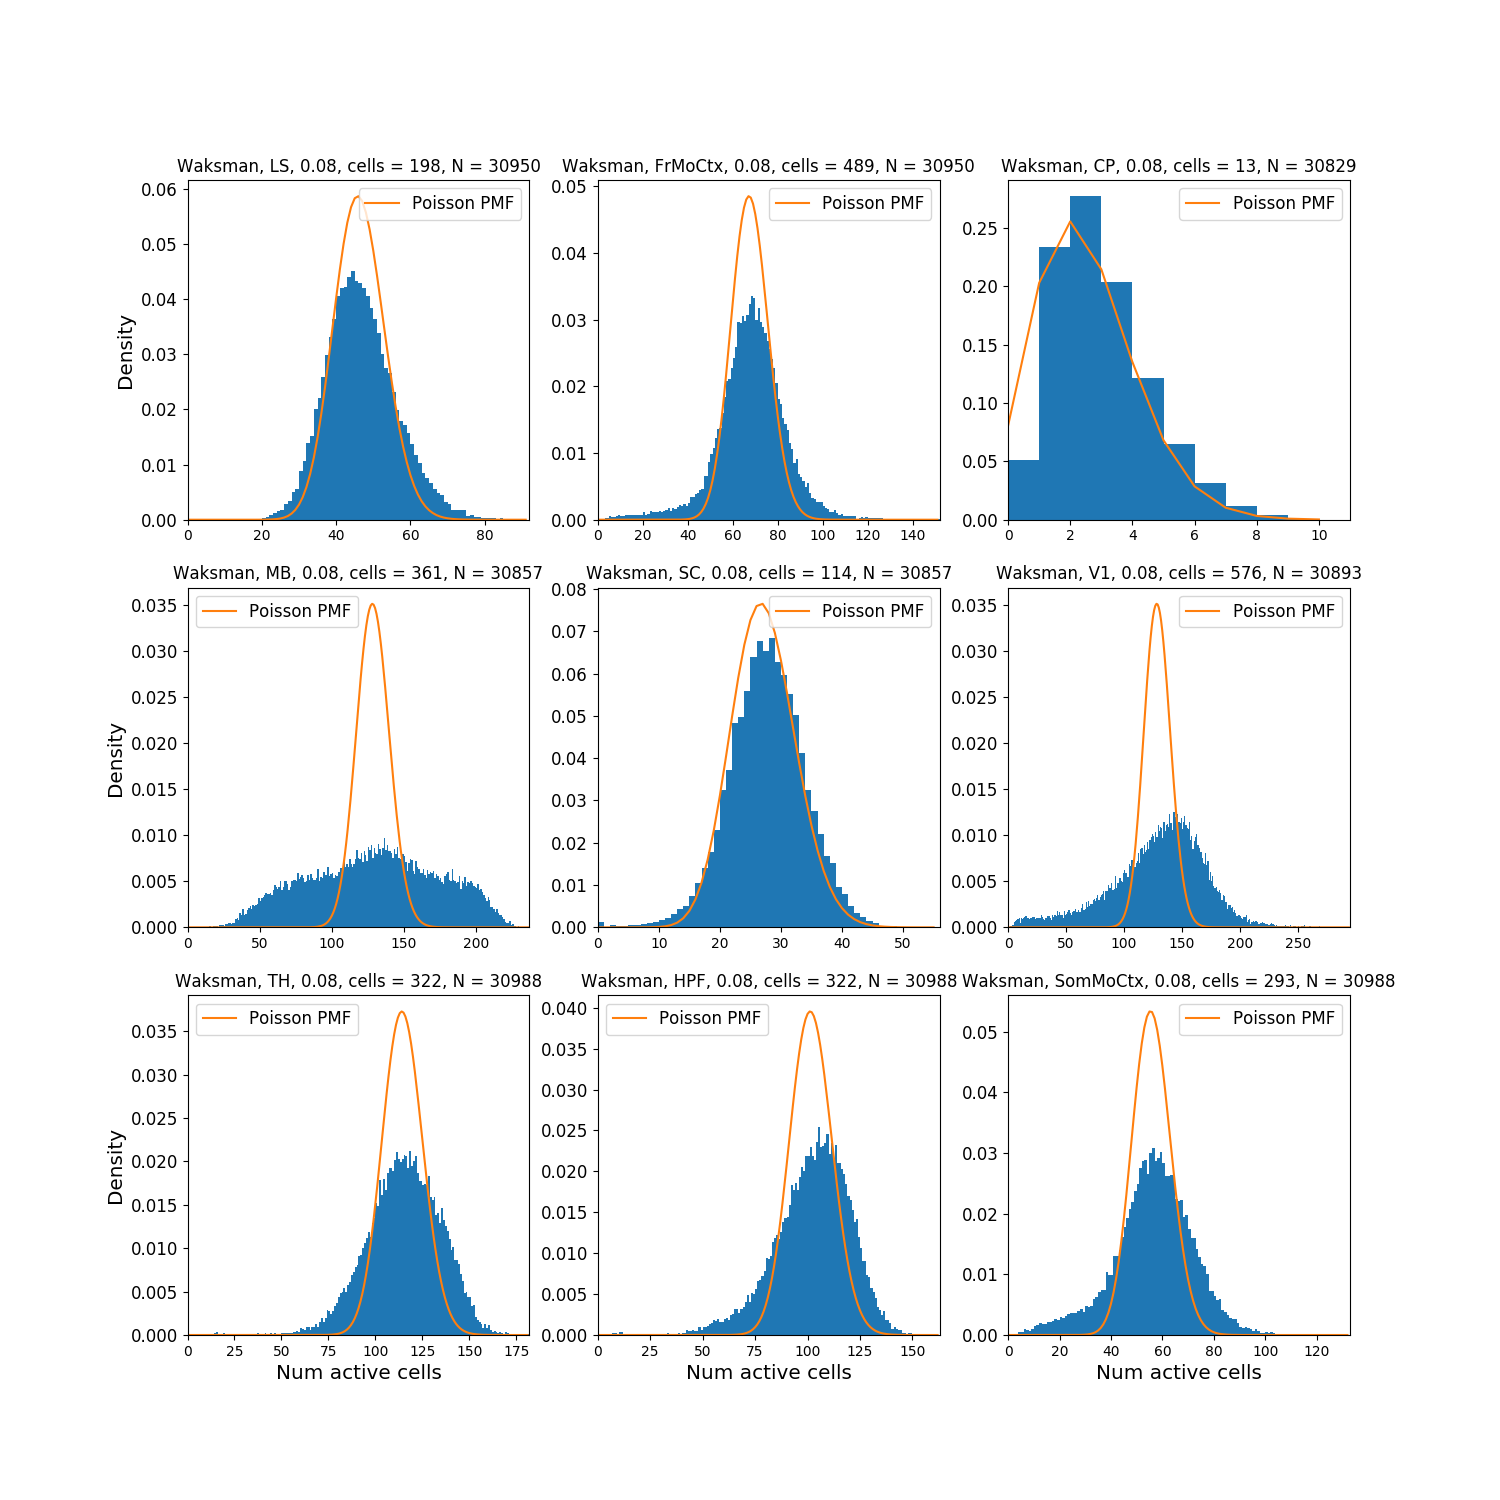 Waksman, LS, 0.08, cells = 198, N = 30950
Waksman, FrMoCtx, 0.08, cells = 489, N = 30950
Waksman, CP, 0.08, cells = 13, N = 30829
Poisson PMF
Poisson PMF
Poisson PMF
0.06
0.05
0.04
0.03
0.02
0.01
0.00
Density
0 20 40 60 80
0.05
0.04
0.03
0.02
0.01
0.00
0 20 40 60 80 100 120 140
0.25
0.20
0.15
0.10
0.05
0.00
0 2 4 6 8 10
Waksman, MB, 0.08, cells = 361, N = 30857
Waksman, SC, 0.08, cells = 114, N = 30857
Waksman, V1, 0.08, cells = 576, N = 30893
Poisson PMF
Poisson PMF
Poisson PMF
0.035
0.030
0.025
0.020
0.015
0.010
0.005
0.000
Density
0 50 100 150 200
0.08
0.07
0.06
0.05
0.04
0.03
0.02
0.01
0.00
0 10 20 30 40 50
0.035
0.030
0.025
0.020
0.015
0.010
0.005
0.000
0 50 100 150 200 250
Waksman, TH, 0.08, cells = 322, N = 30988
Waksman, HPF, 0.08, cells = 322, N = 30988
Waksman, SomMoCtx, 0.08, cells = 293, N = 30988
Poisson PMF
Poisson PMF
Poisson PMF
0.035
0.030
0.025
0.020
0.015
0.010
0.005
0.000
Density
0 25 50 75 100 125 150 175
Num active cells
0.040
0.035
0.030
0.025
0.020
0.015
0.010
0.005
0.000
0 25 50 75 100 125 150
Num active cells
0.05
0.04
0.03
0.02
0.01
0.00
0 20 40 60 80 100 120
Num active cells